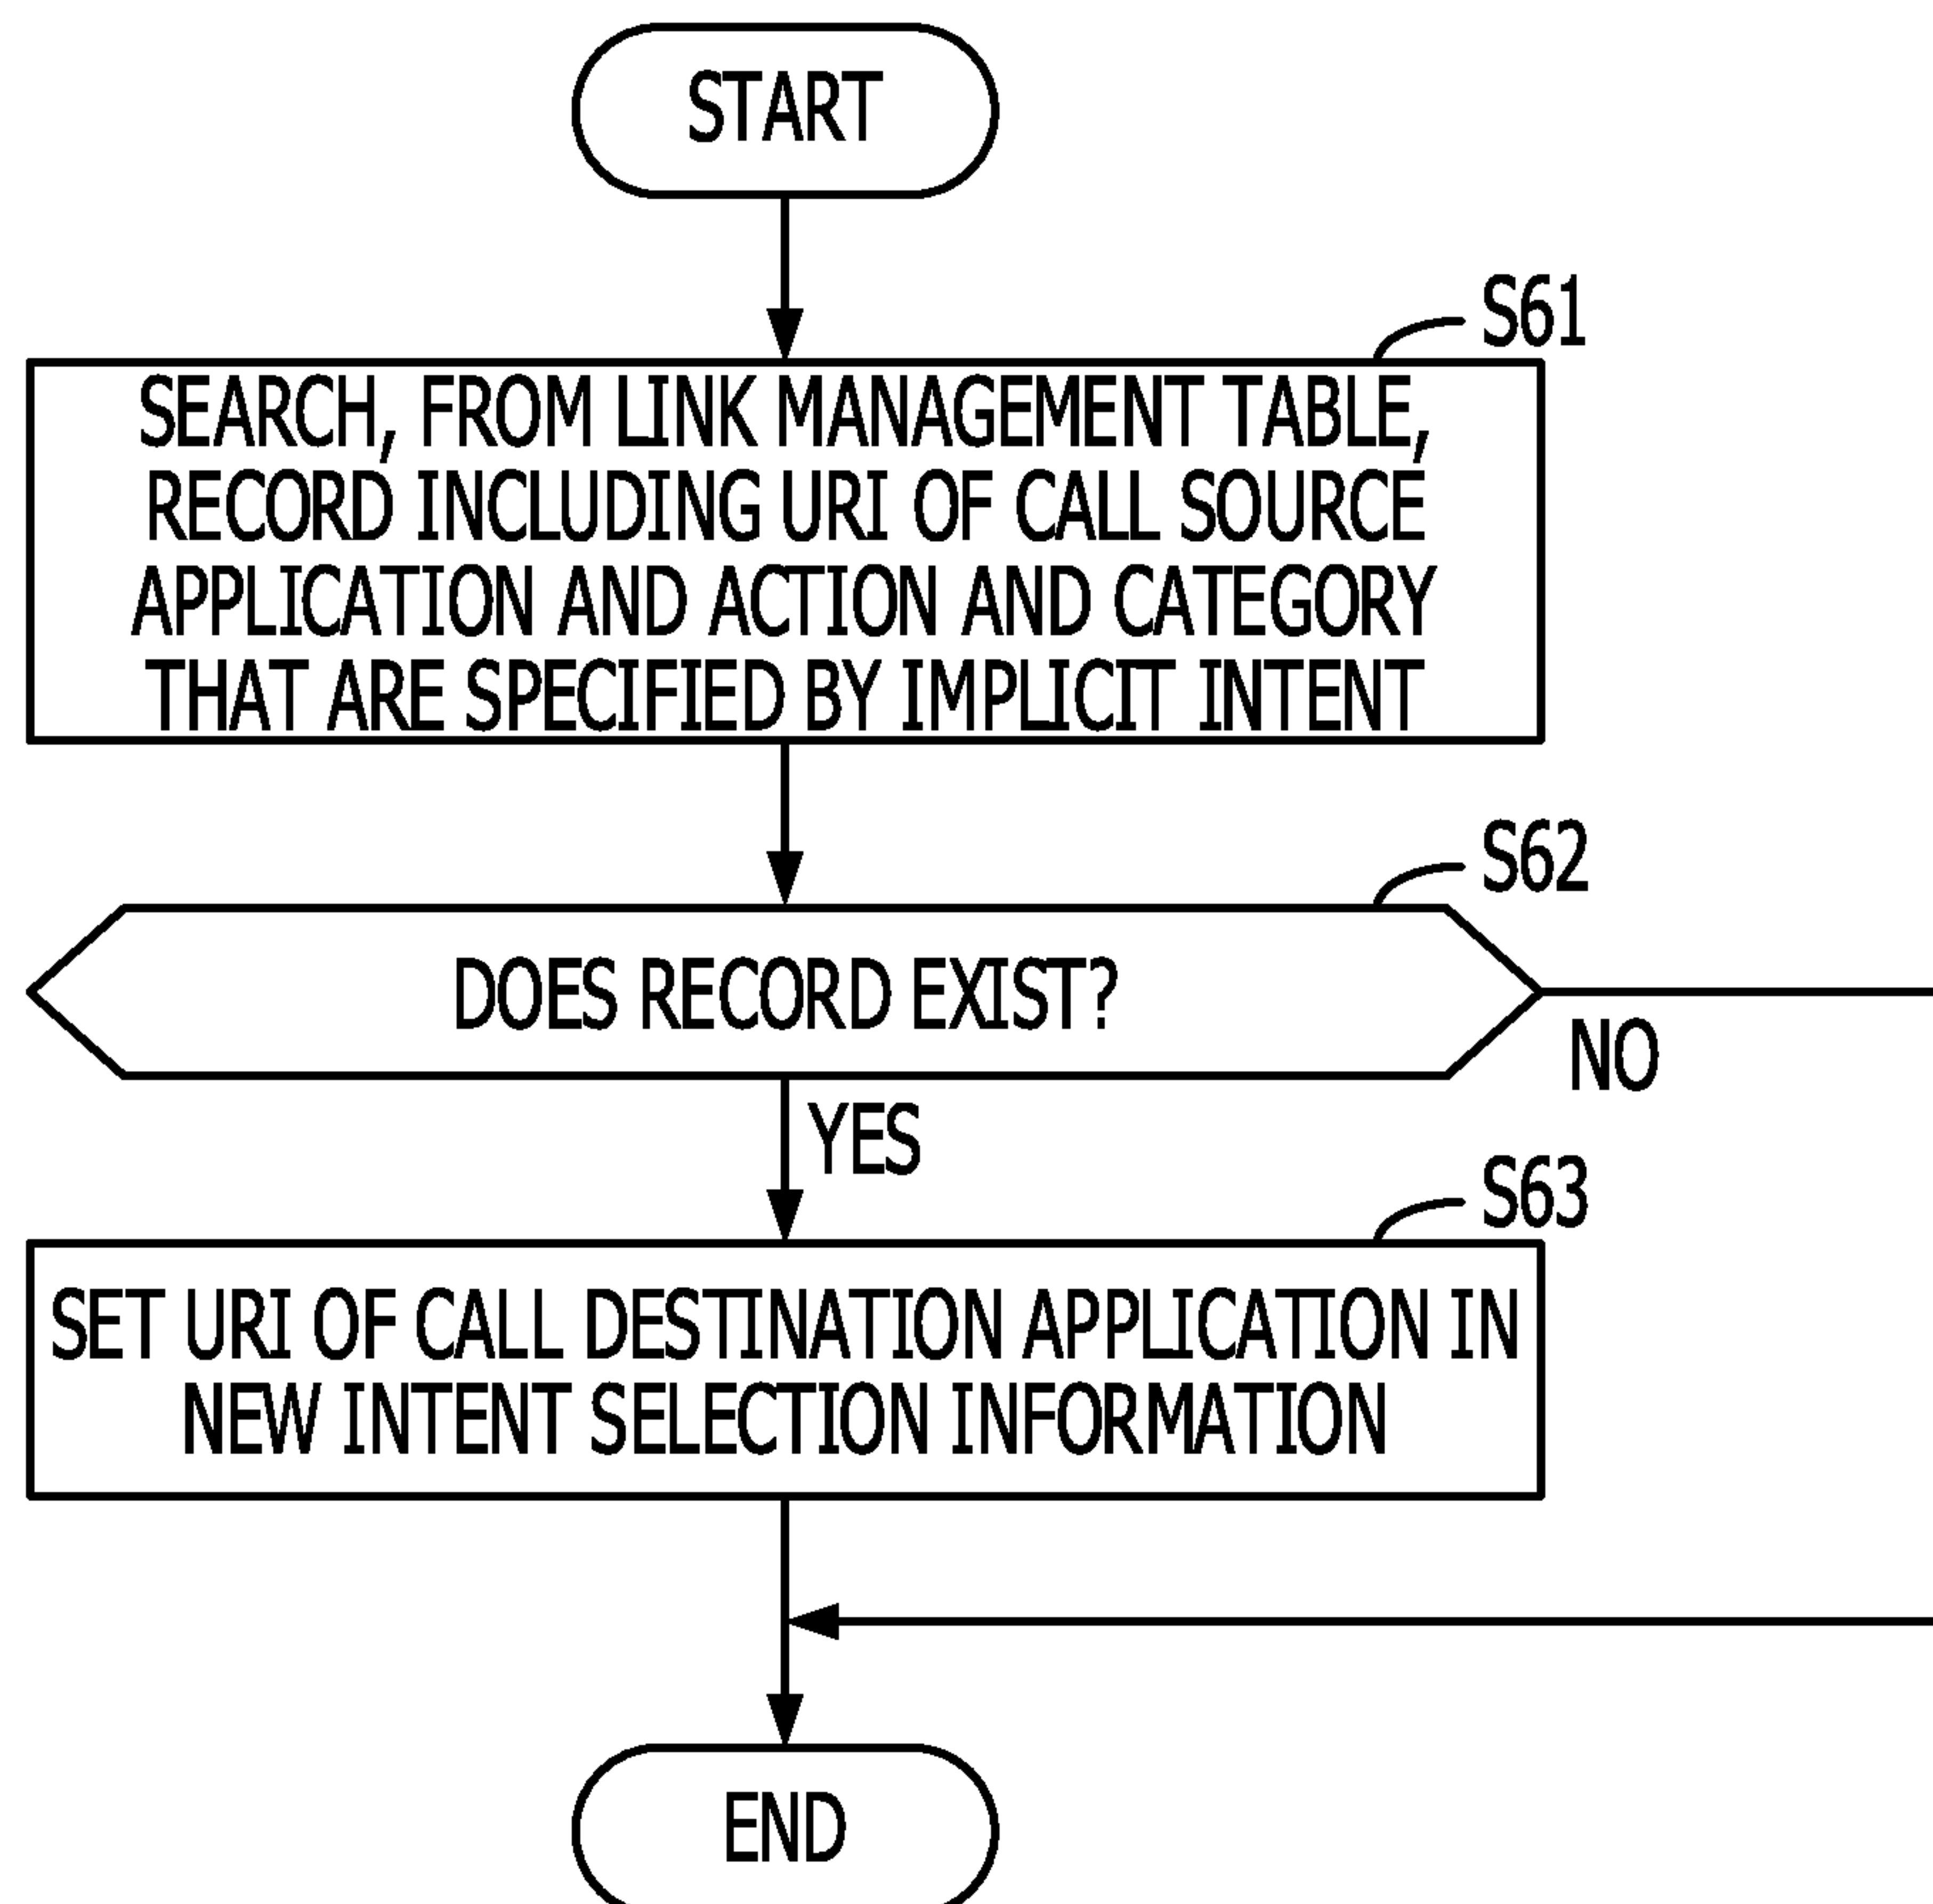 START
S61
SEARCH, FROM LINK MANAGEMENT TABLE,
RECORD INCLUDING URI OF CALL SOURCE
APPLICATION AND ACTION AND CATEGORY
THAT ARE SPECIFIED BY IMPLICIT INTENT
S62
DOES RECORD EXIST?
NO
YES
S63
SET URI OF CALL DESTINATION APPLICATION IN
NEW INTENT SELECTION INFORMATION
END